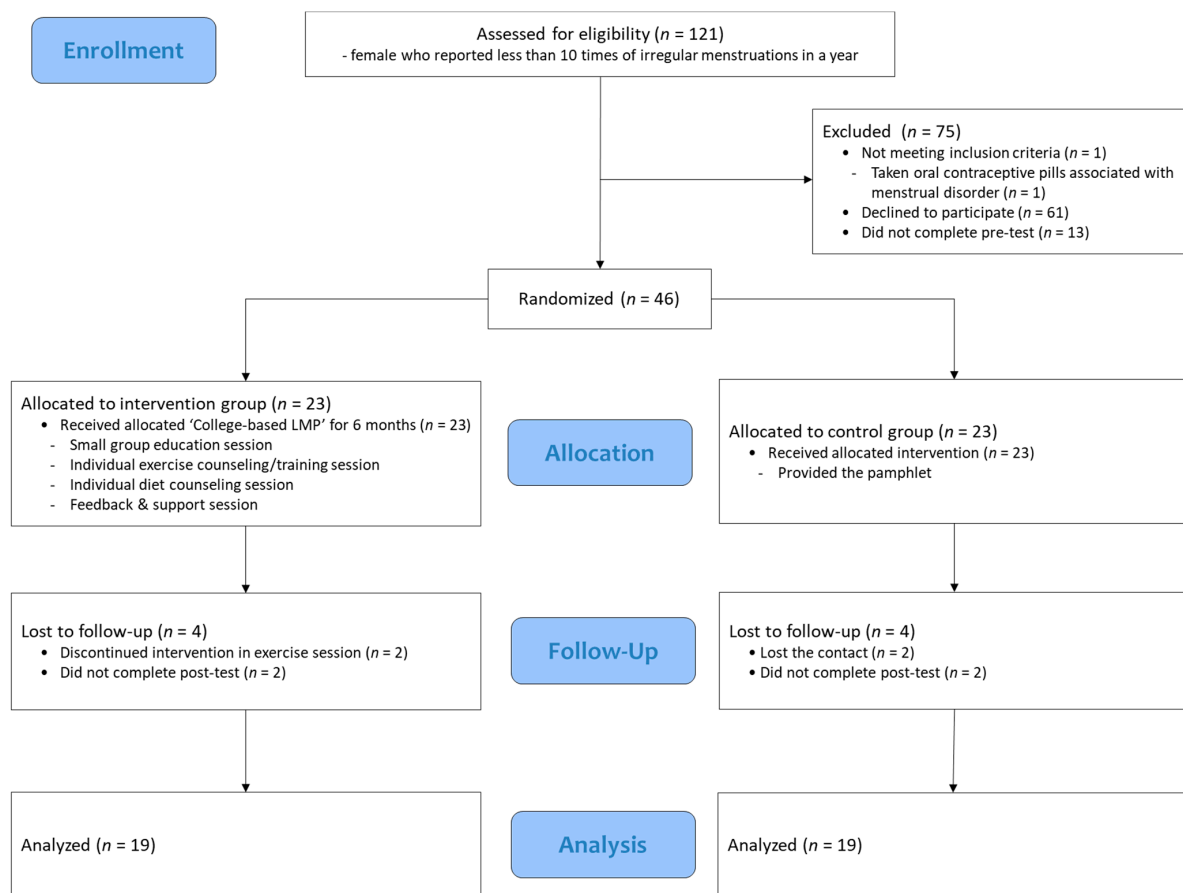 Enrollment
Assessed for eligibility (n = 121)
- female who reported less than 10 times of irregular menstruations in a year
Excluded (n = 75)
• Not meeting inclusion criteria (n = 1)
- Taken oral contraceptive pills associated with
menstrual disorder (n = 1)
• Declined to participate (n = 61)
• Did not complete pre-test (n = 13)
Randomized (n = 46)
Allocated to intervention group (n = 23)
• Received allocated ‘College-based LMP’ for 6 months (n = 23)
- Small group education session
- Individual exercise counseling/training session
- Individual diet counseling session
- Feedback & support session
Allocation
Allocated to control group (n = 23)
• Received allocated intervention (n = 23)
- Provided the pamphlet
Lost to follow-up (n = 4)
• Discontinued intervention in exercise session (n = 2)
• Did not complete post-test (n = 2)
Follow-Up
Lost to follow-up (n = 4)
• Lost the contact (n = 2)
• Did not complete post-test (n = 2)
Analyzed (n = 19)
Analysis
Analyzed (n = 19)